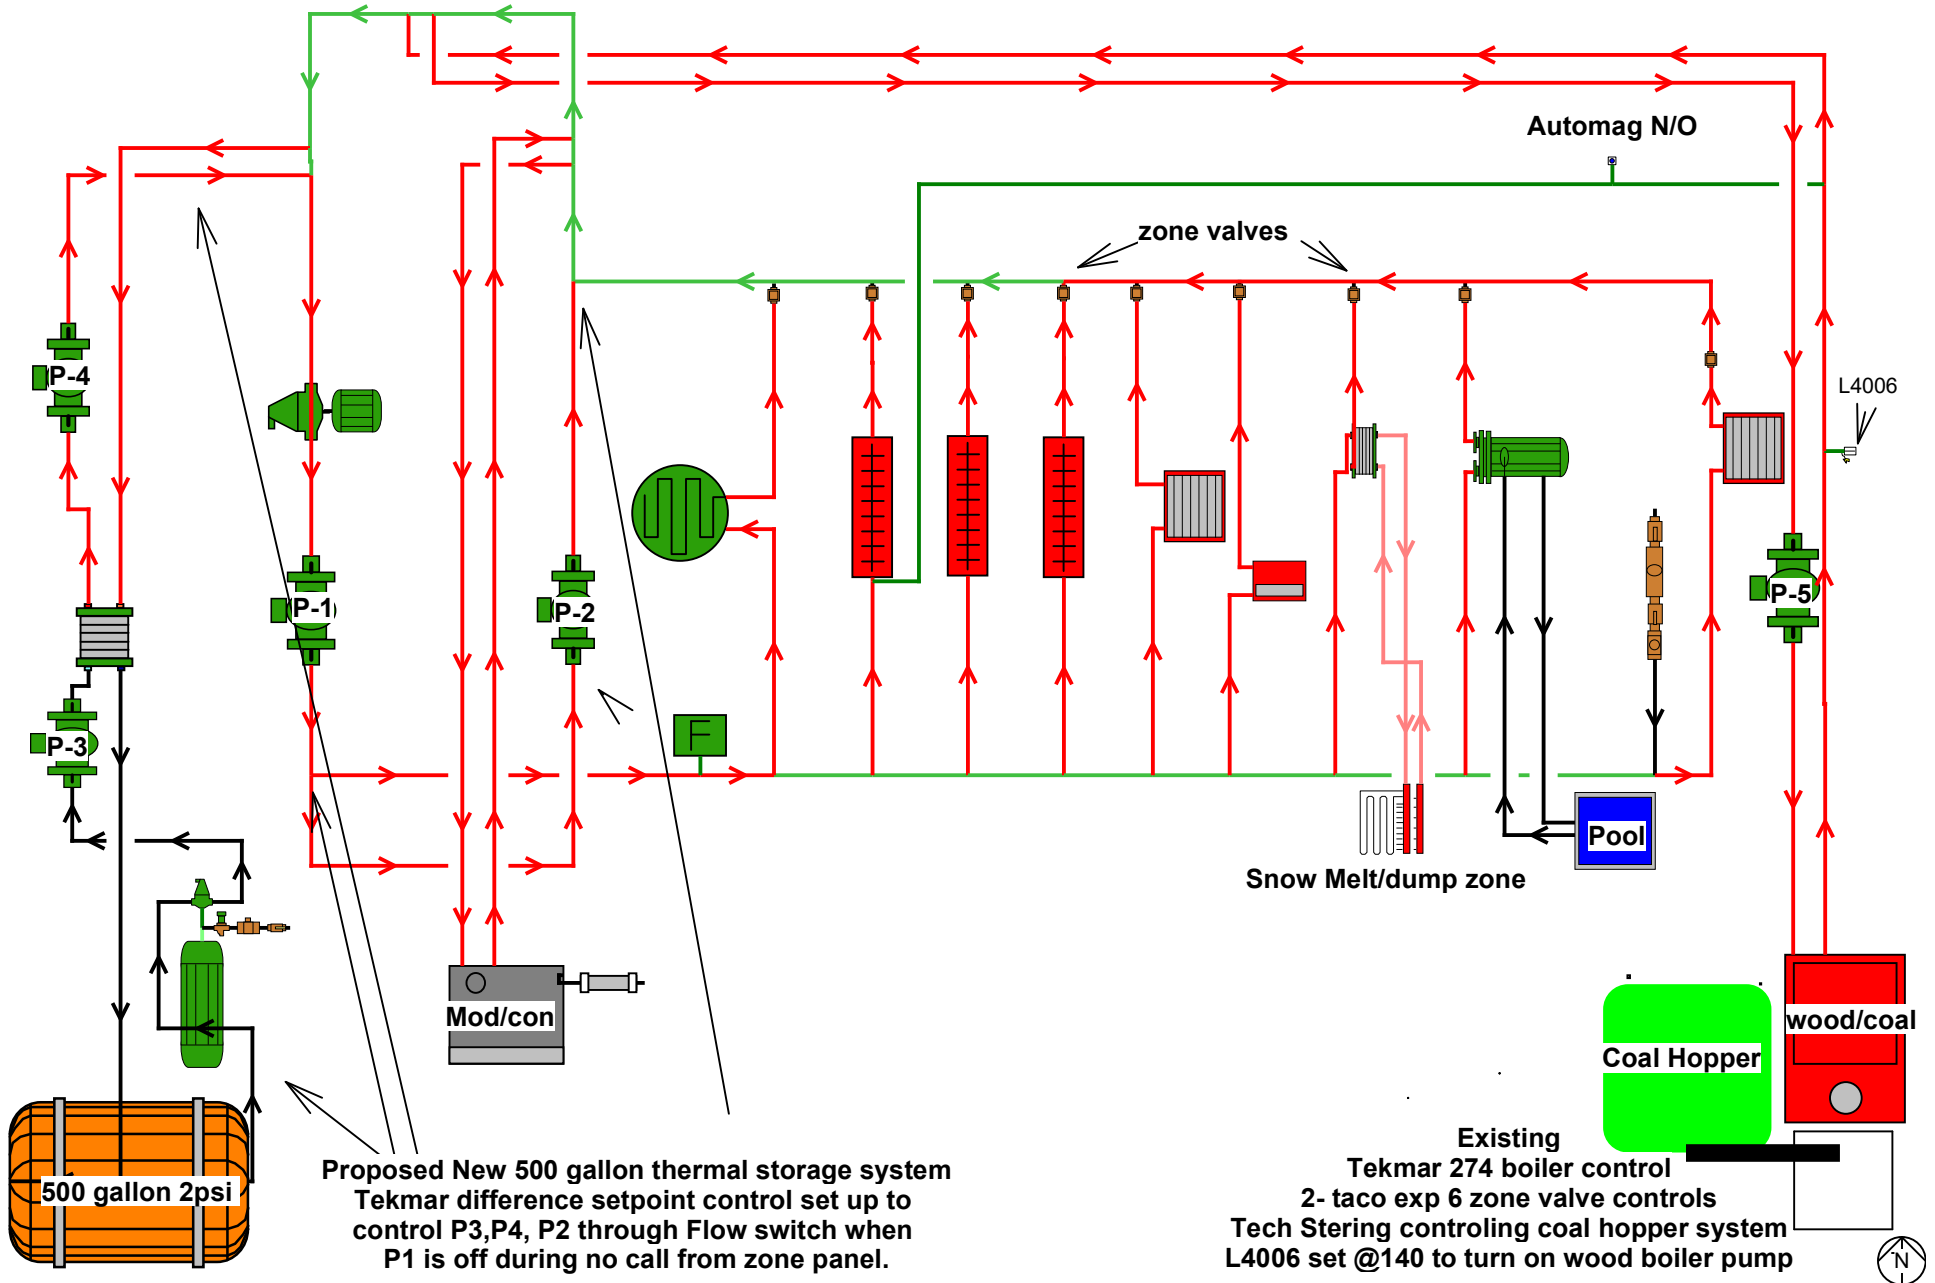 Automag N/O
zone valves
P-4
L4006
P-1
P-2
P-5
F
P-3
Pool
Snow Melt/dump zone
Mod/con
wood/coal
Coal Hopper
500 gallon 2psi
Proposed New 500 gallon thermal storage system
Tekmar difference setpoint control set up to
control P3,P4, P2 through Flow switch when
P1 is off during no call from zone panel.
Existing
Tekmar 274 boiler control
2- taco exp 6 zone valve controls
Tech Stering controling coal hopper system
L4006 set @140 to turn on wood boiler pump
N